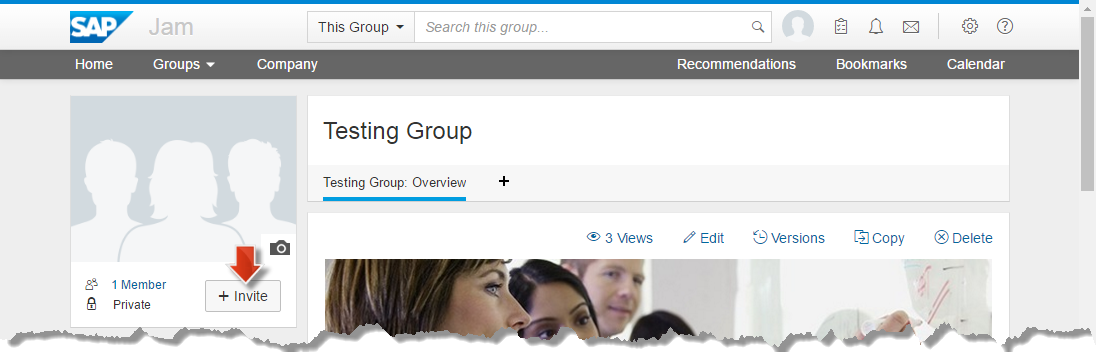 SAP Jam This Group Search this group...
Home Groups Company Recommendations Bookmarks Calendar
Testing Group
Testing Group: Overview +
3 Views Edit Versions Copy Delete
1 Member
Private
+ Invite